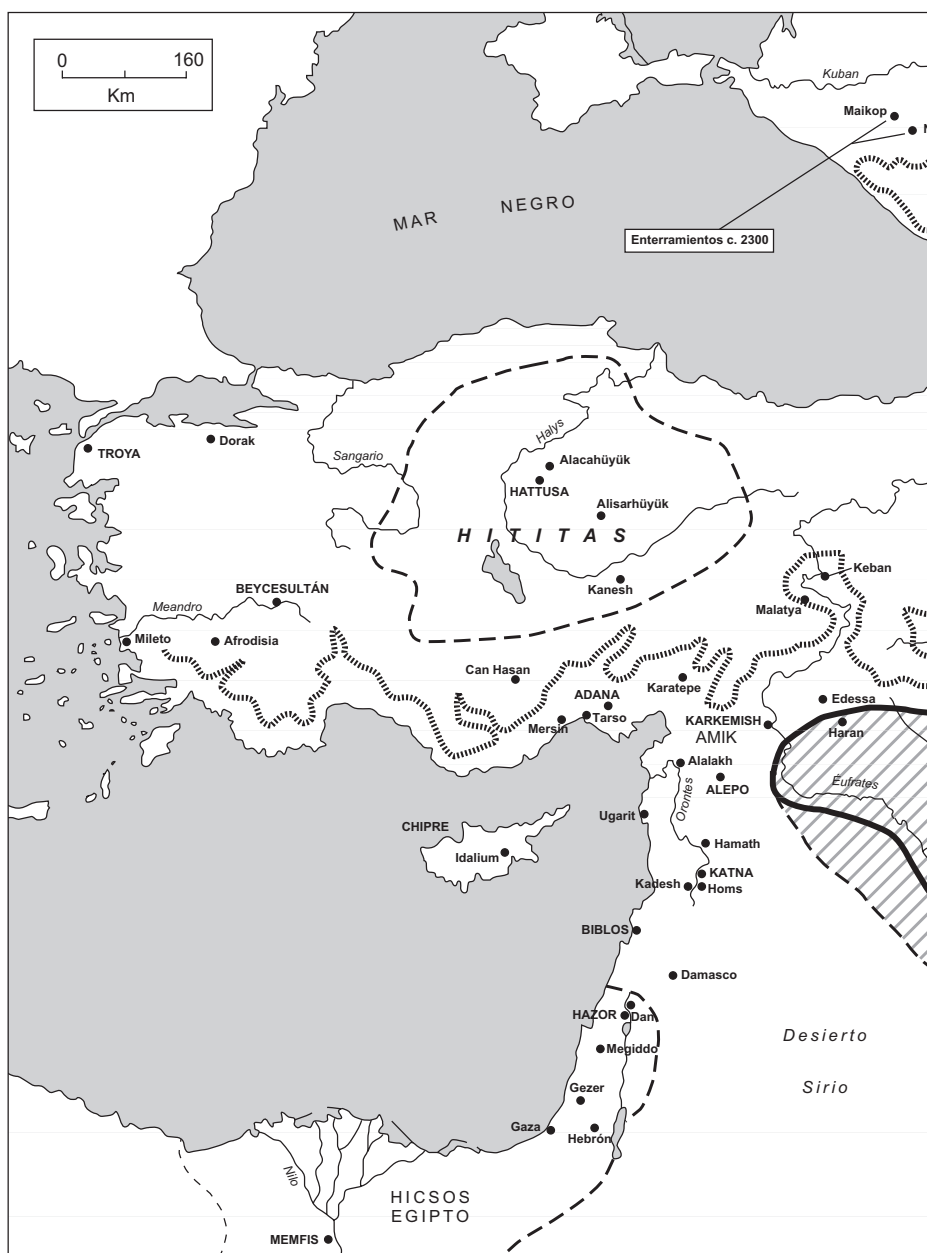 0 160
Km
Kuban
Maikop
N
MAR NEGRO
Enterramientos c. 2300
TROYA
Dorak
Sangario
Halys
Alacahüyük
HATTUSA
Alisarhüyük
HITITAS
Kanesh
Keban
Malatya
BEYCESULTÁN
Meandro
Mileto
Afrodisia
Can Hasan
ADANA
Karatepe
Mersin
Tarso
Edessa
KARKEMISH
Haran
AMIK
Alalakh
ALEPO
Éufrates
Orontes
Ugarit
CHIPRE
Idalium
Hamath
KATNA
Kadesh
Homs
BIBLOS
Damasco
HAZOR
Dan
Megiddo
Desierto
Sirio
Gezer
Gaza
Hebrón
Nilo
HICSOS
EGIPTO
MEMFIS